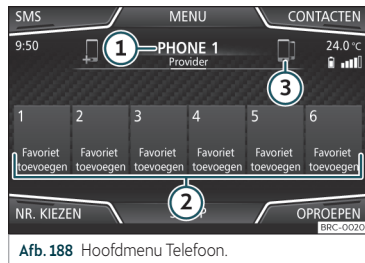 SMS MENU CONTACTEN
9:50 1 PHONE 1 24.0 °C
Provider
3
1 2 3 4 5 6
Favoriet Favoriet Favoriet Favoriet Favoriet Favoriet
toevoegen toevoegen toevoegen toevoegen toevoegen toevoegen
2
NR. KIEZEN OPROEPEN
BRC-0020
Afb. 188 Hoofdmenu Telefoon.